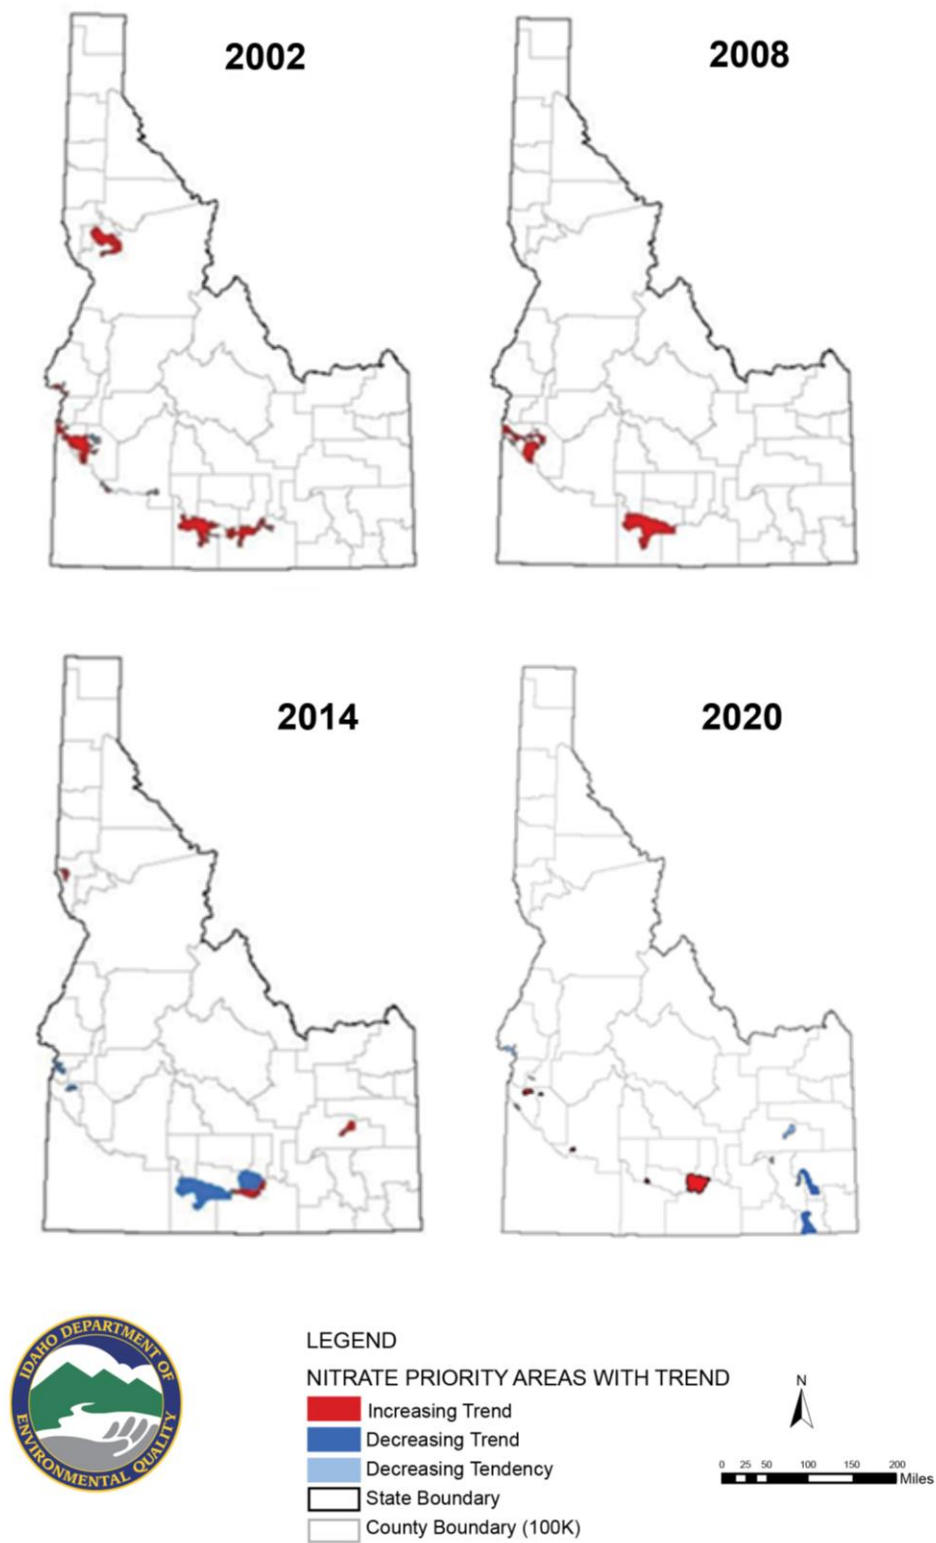 2002
2008
2014
2020
IDAHO DEPARTMENT OF
ENVIRONMENTAL QUALITY
LEGEND
NITRATE PRIORITY AREAS WITH TREND
Increasing Trend
Decreasing Trend
Decreasing Tendency
State Boundary
County Boundary (100K)
N
0 25 50 100 150 200
Miles